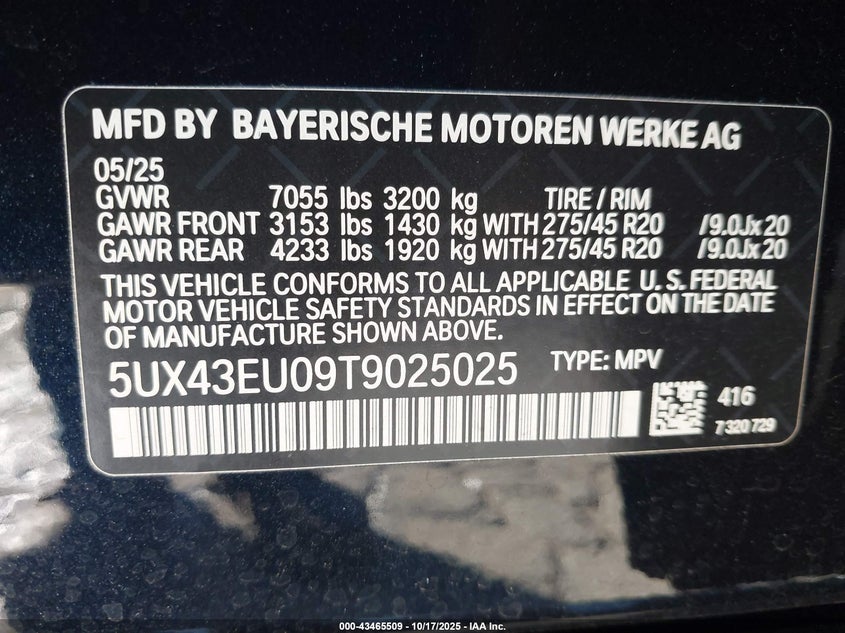 MFD BY BAYERISCHE MOTOREN WERKE AG
05/25
GVWR 7055 lbs 3200 kg TIRE / RIM
GAWR FRONT 3153 lbs 1430 kg WITH 275/45 R20 /9.0Jx20
GAWR REAR 4233 lbs 1920 kg WITH 275/45 R20 /9.0Jx20
THIS VEHICLE CONFORMS TO ALL APPLICABLE U. S. FEDERAL
MOTOR VEHICLE SAFETY STANDARDS IN EFFECT ON THE DATE
OF MANUFACTURE SHOWN ABOVE.
5UX43EU09T9025025 TYPE: MPV
416
7 320 729
000-43465509 - 10/17/2025 - IAA Inc.